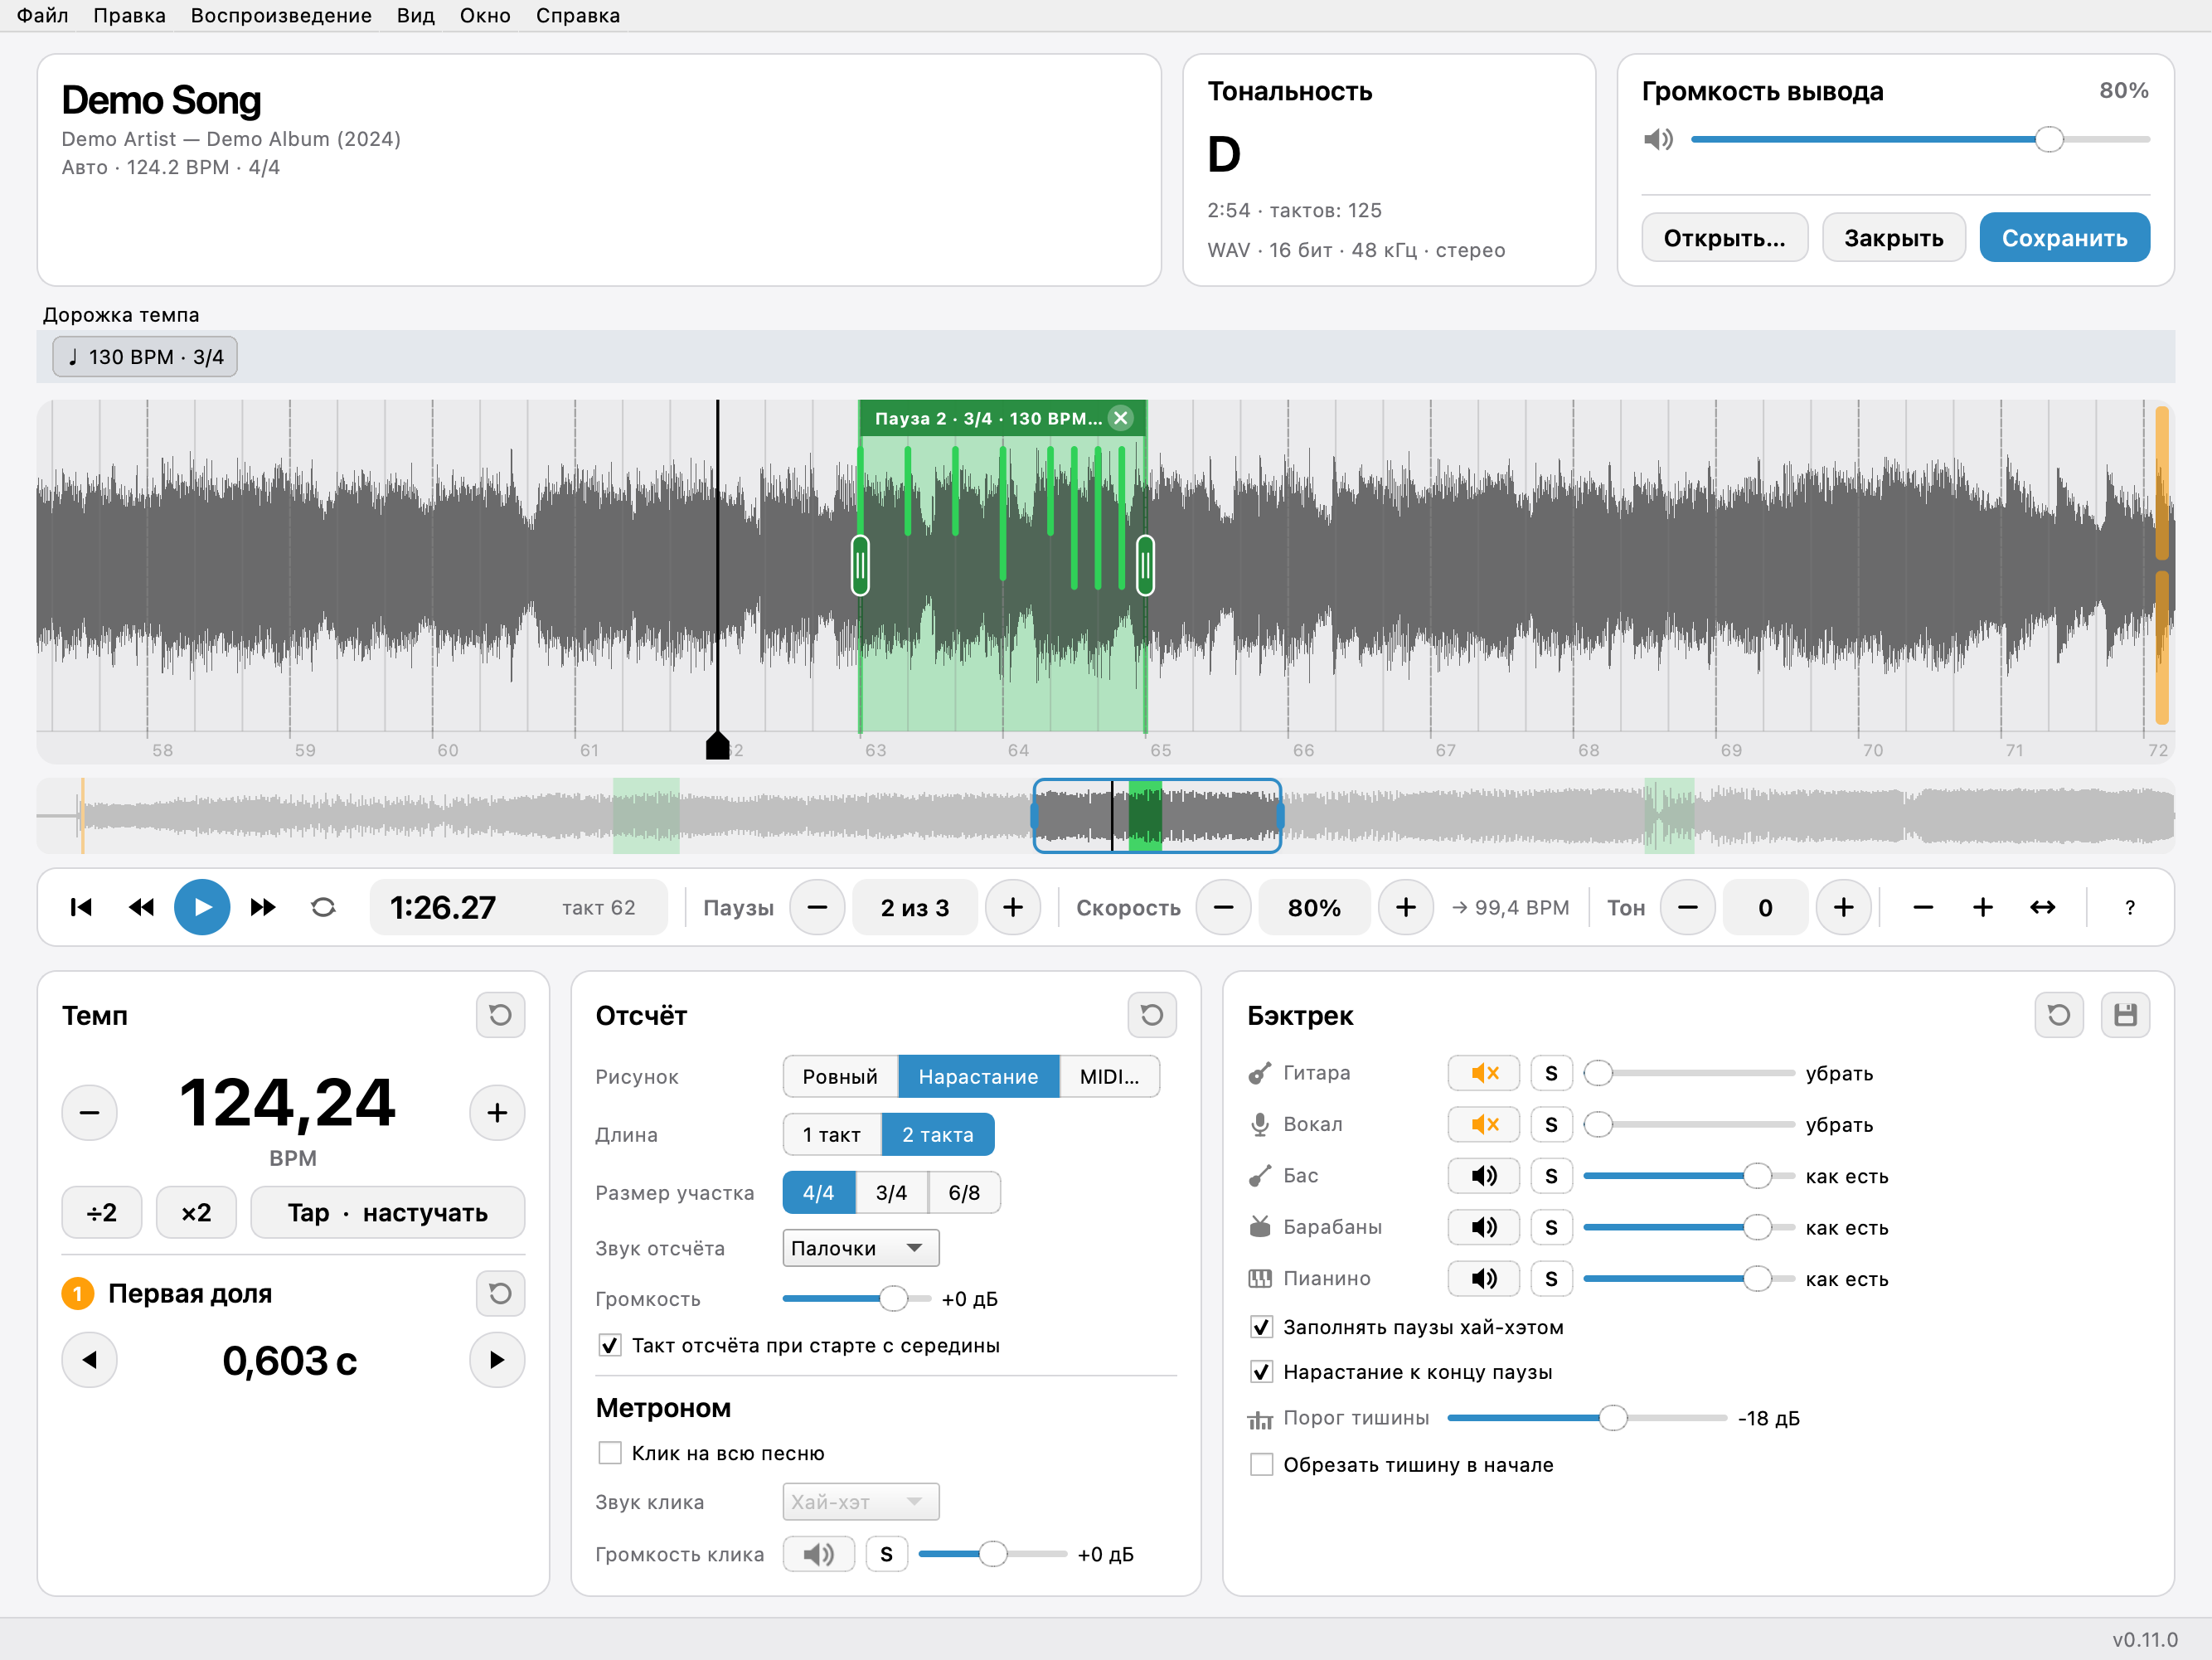 Файл Правка Воспроизведение Вид Окно Справка
Demo Song
Demo Artist — Demo Album (2024)
Авто · 124.2 BPM · 4/4
Тональность
D
2:54 · тактов: 125
WAV · 16 бит · 48 кГц · стерео
Громкость вывода 80%
Открыть... Закрыть Сохранить
Дорожка темпа
♩ 130 BPM · 3/4
Пауза 2 · 3/4 · 130 BPM...
58 59 60 61 62 63 64 65 66 67 68 69 70 71 72
1:26.27 такт 62 Паузы − 2 из 3 + Скорость − 80% + → 99,4 BPM Тон − 0 + − + ↔ ?
Темп
− 124,24 +
BPM
÷2 ×2 Tap · настучать
1 Первая доля
0,603 с
Отсчёт
Рисунок Ровный Нарастание MIDI...
Длина 1 такт 2 такта
Размер участка 4/4 3/4 6/8
Звук отсчёта Палочки
Громкость +0 дБ
Такт отсчёта при старте с середины
Метроном
Клик на всю песню
Звук клика Хай-хэт
Громкость клика S +0 дБ
Бэктрек
Гитара S убрать
Вокал S убрать
Бас S как есть
Барабаны S как есть
Пианино S как есть
Заполнять паузы хай-хэтом
Нарастание к концу паузы
Порог тишины -18 дБ
Обрезать тишину в начале
v0.11.0